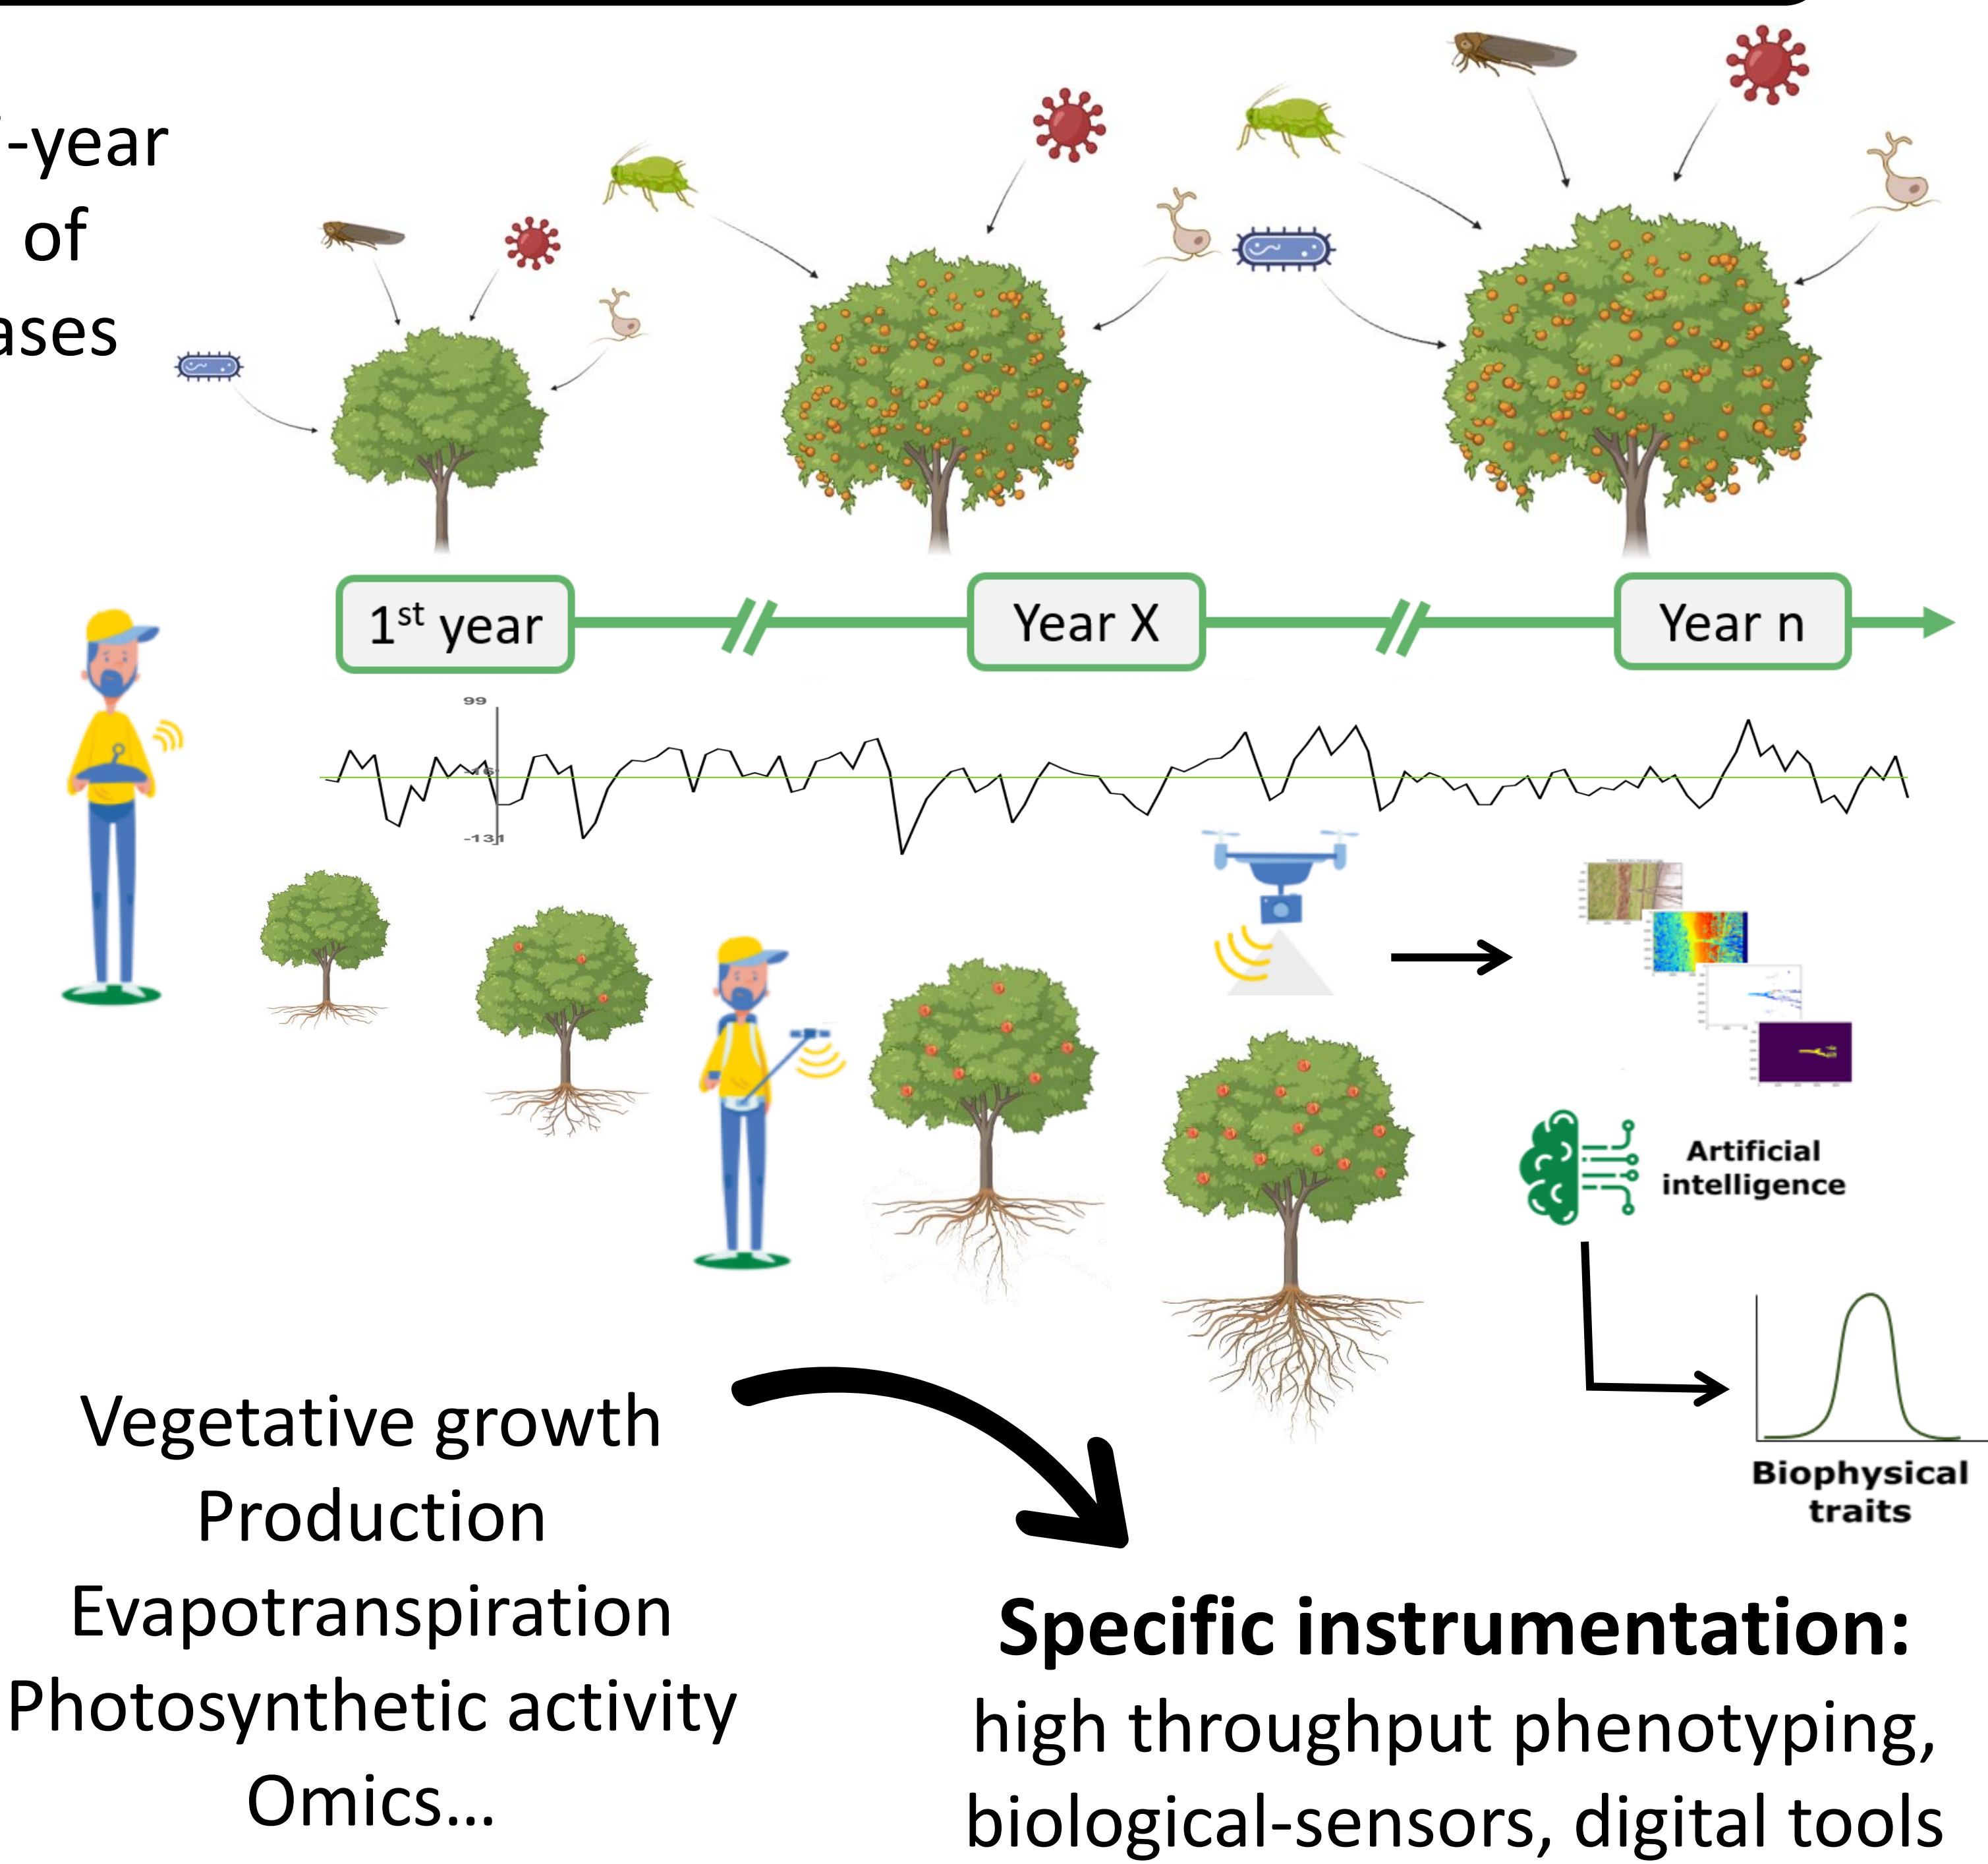 -year
of
ases
1st year
Year X
Year n
99
-131
Artificial
intelligence
Biophysical
traits
Vegetative growth
Production
Evapotranspiration
Photosynthetic activity
Omics...
Specific instrumentation:
high throughput phenotyping,
biological-sensors, digital tools